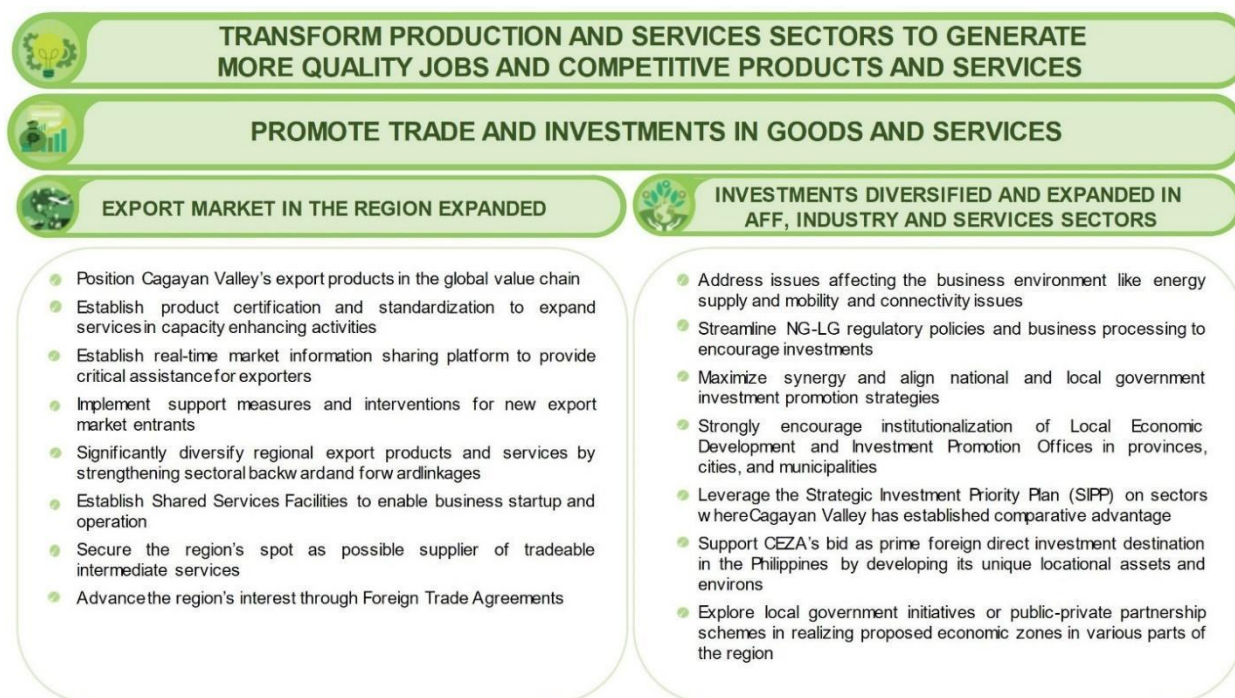 TRANSFORM PRODUCTION AND SERVICES SECTORS TO GENERATE
MORE QUALITY JOBS AND COMPETITIVE PRODUCTS AND SERVICES
PROMOTE TRADE AND INVESTMENTS IN GOODS AND SERVICES
EXPORT MARKET IN THE REGION EXPANDED
Position Cagayan Valley's export products in the global value chain
Establish product certification and standardization to expand
services in capacity enhancing activities
Establish real-time market information sharing platform to provide
critical assistance for exporters
Implement support measures and interventions for new export
market entrants
Significantly diversify regional export products and services by
strengthening sectoral backward and forward linkages
Establish Shared Services Facilities to enable business startup and
operation
Secure the region's spot as possible supplier of tradeable
intermediate services
Advance the region's interest through Foreign Trade Agreements
INVESTMENTS DIVERSIFIED AND EXPANDED IN
AFF, INDUSTRY AND SERVICES SECTORS
Address issues affecting the business environment like energy
supply and mobility and connectivity issues
Streamline NG-LG regulatory policies and business processing to
encourage investments
Maximize synergy and align national and local government
investment promotion strategies
Strongly encourage institutionalization of Local Economic
Development and Investment Promotion Offices in provinces,
cities, and municipalities
Leverage the Strategic Investment Priority Plan (SIPP) on sectors
where Cagayan Valley has established comparative advantage
Support CEZA's bid as prime foreign direct investment destination
in the Philippines by developing its unique locational assets and
environs
Explore local government initiatives or public-private partnership
schemes in realizing proposed economic zones in various parts of
the region